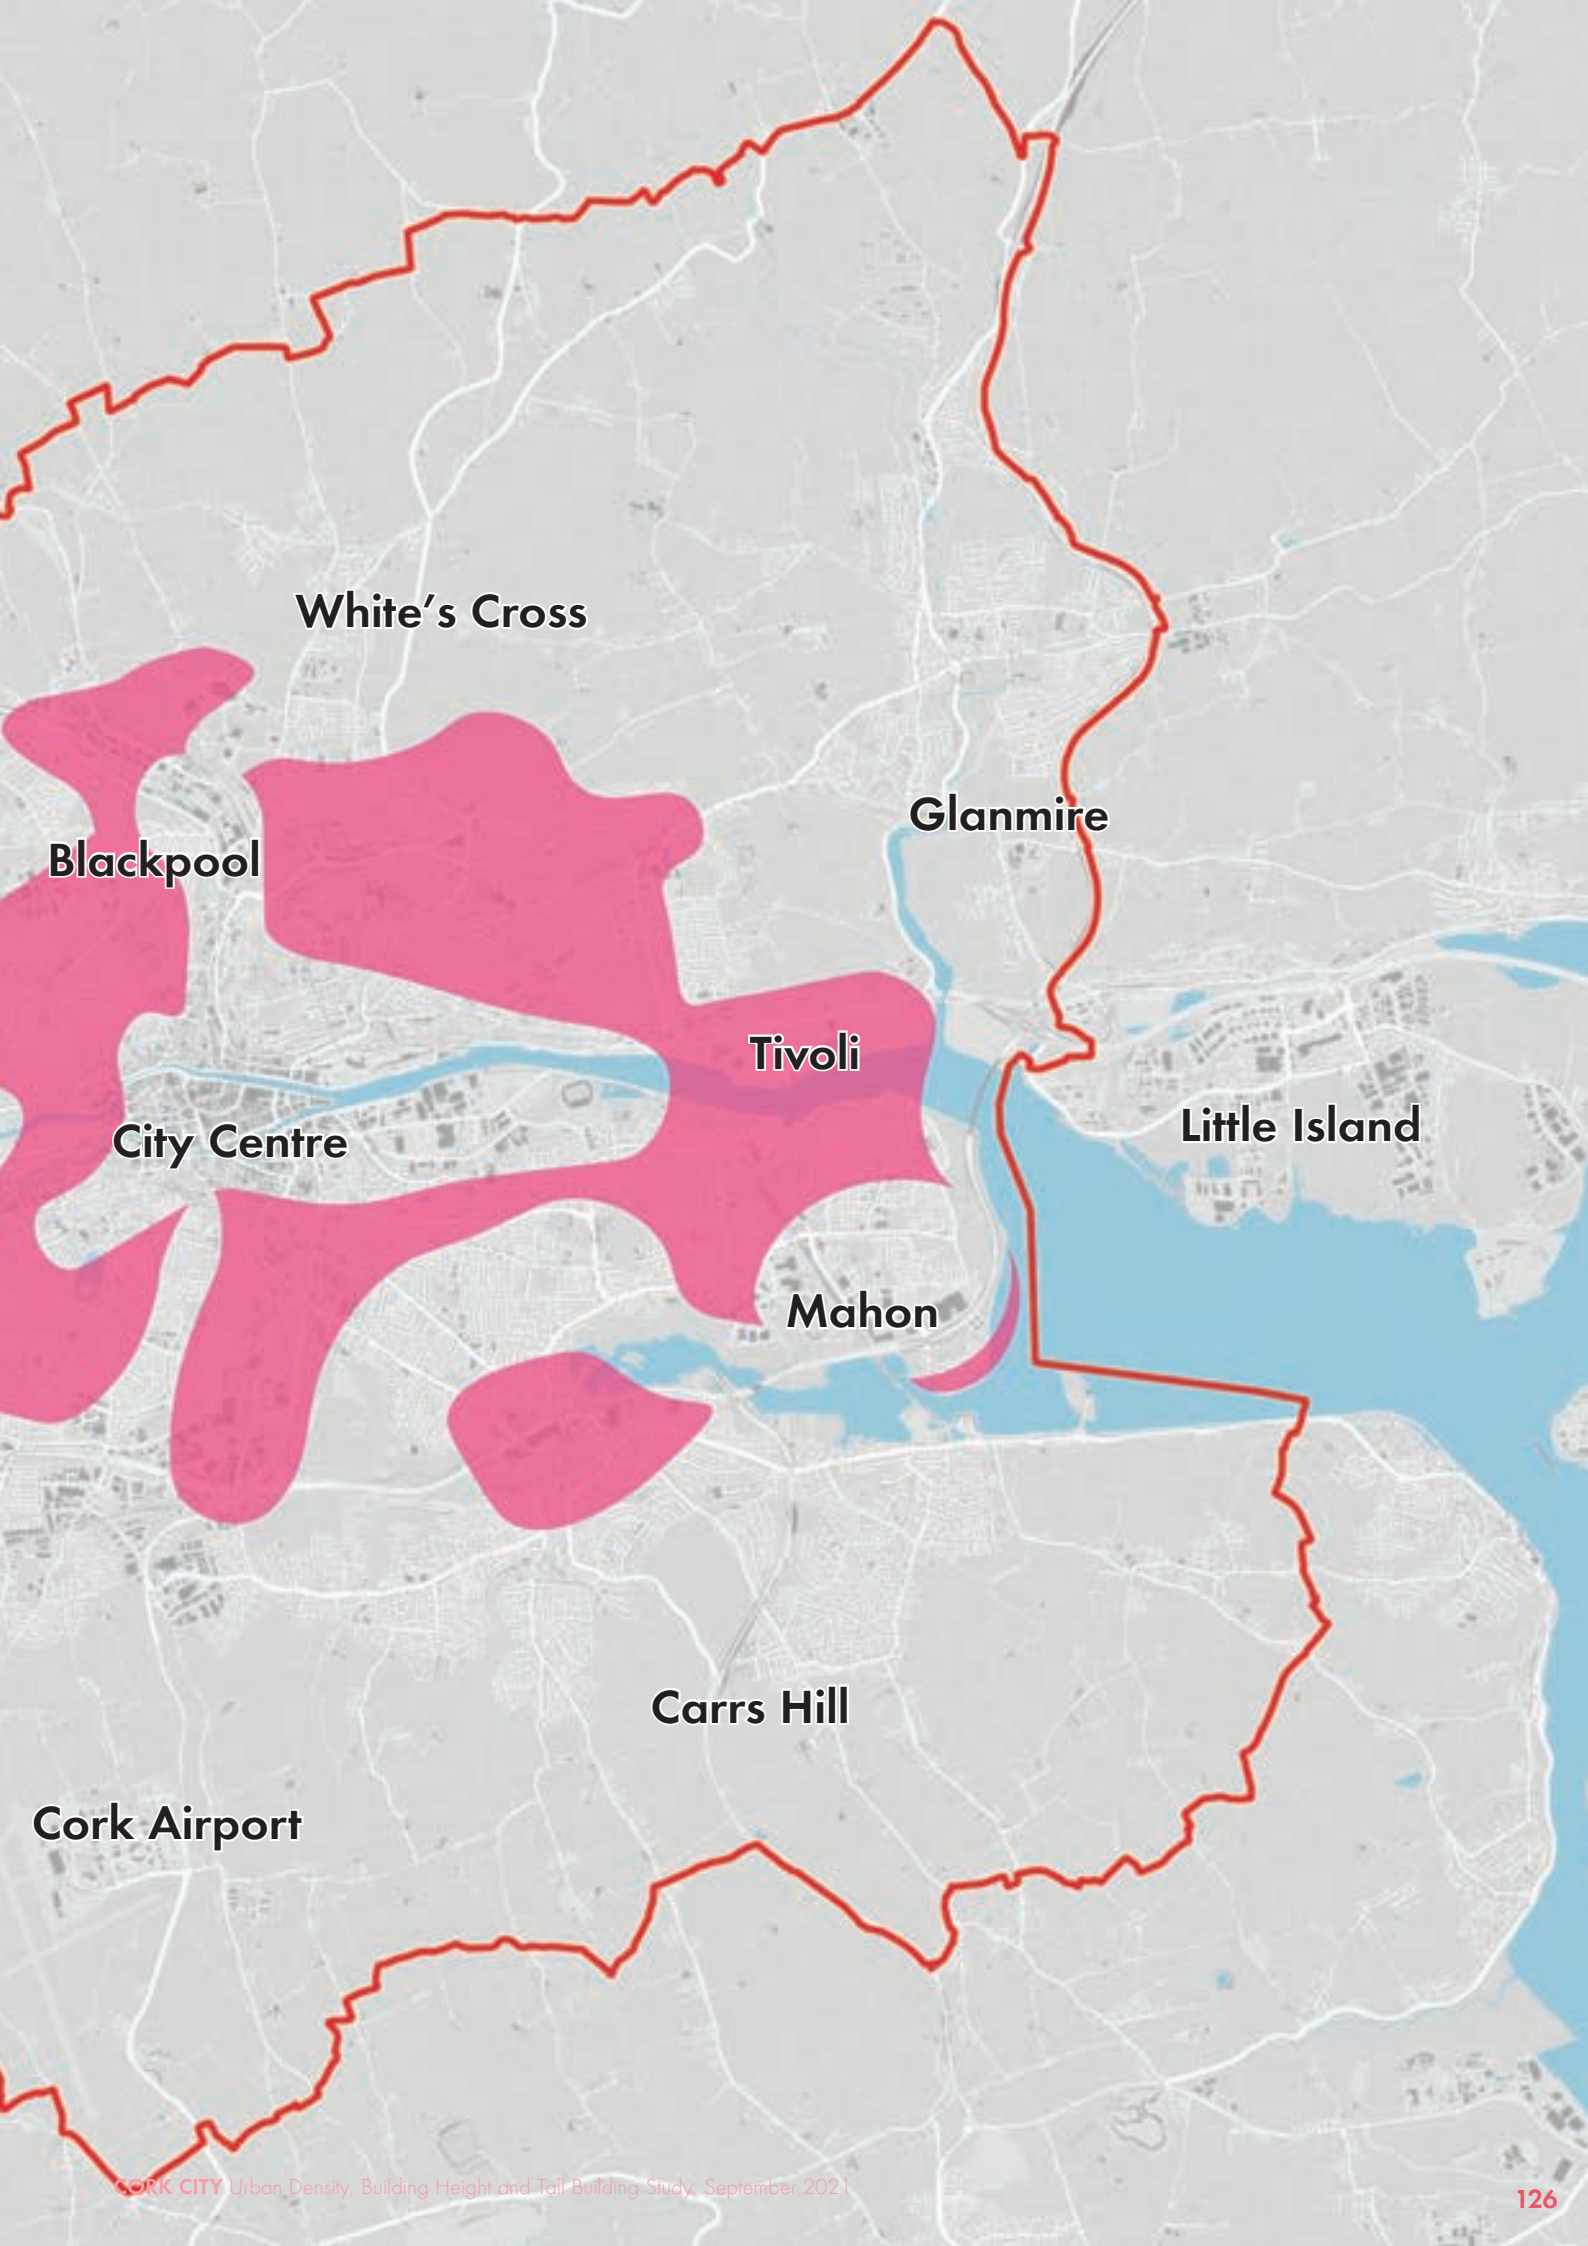 White's Cross
Glanmire
Blackpool
Tivoli
Little Island
City Centre
Mahon
Carrs Hill
Cork Airport
CORK CITY Urban Density, Building Height and Tall Building Study, September 2021
126